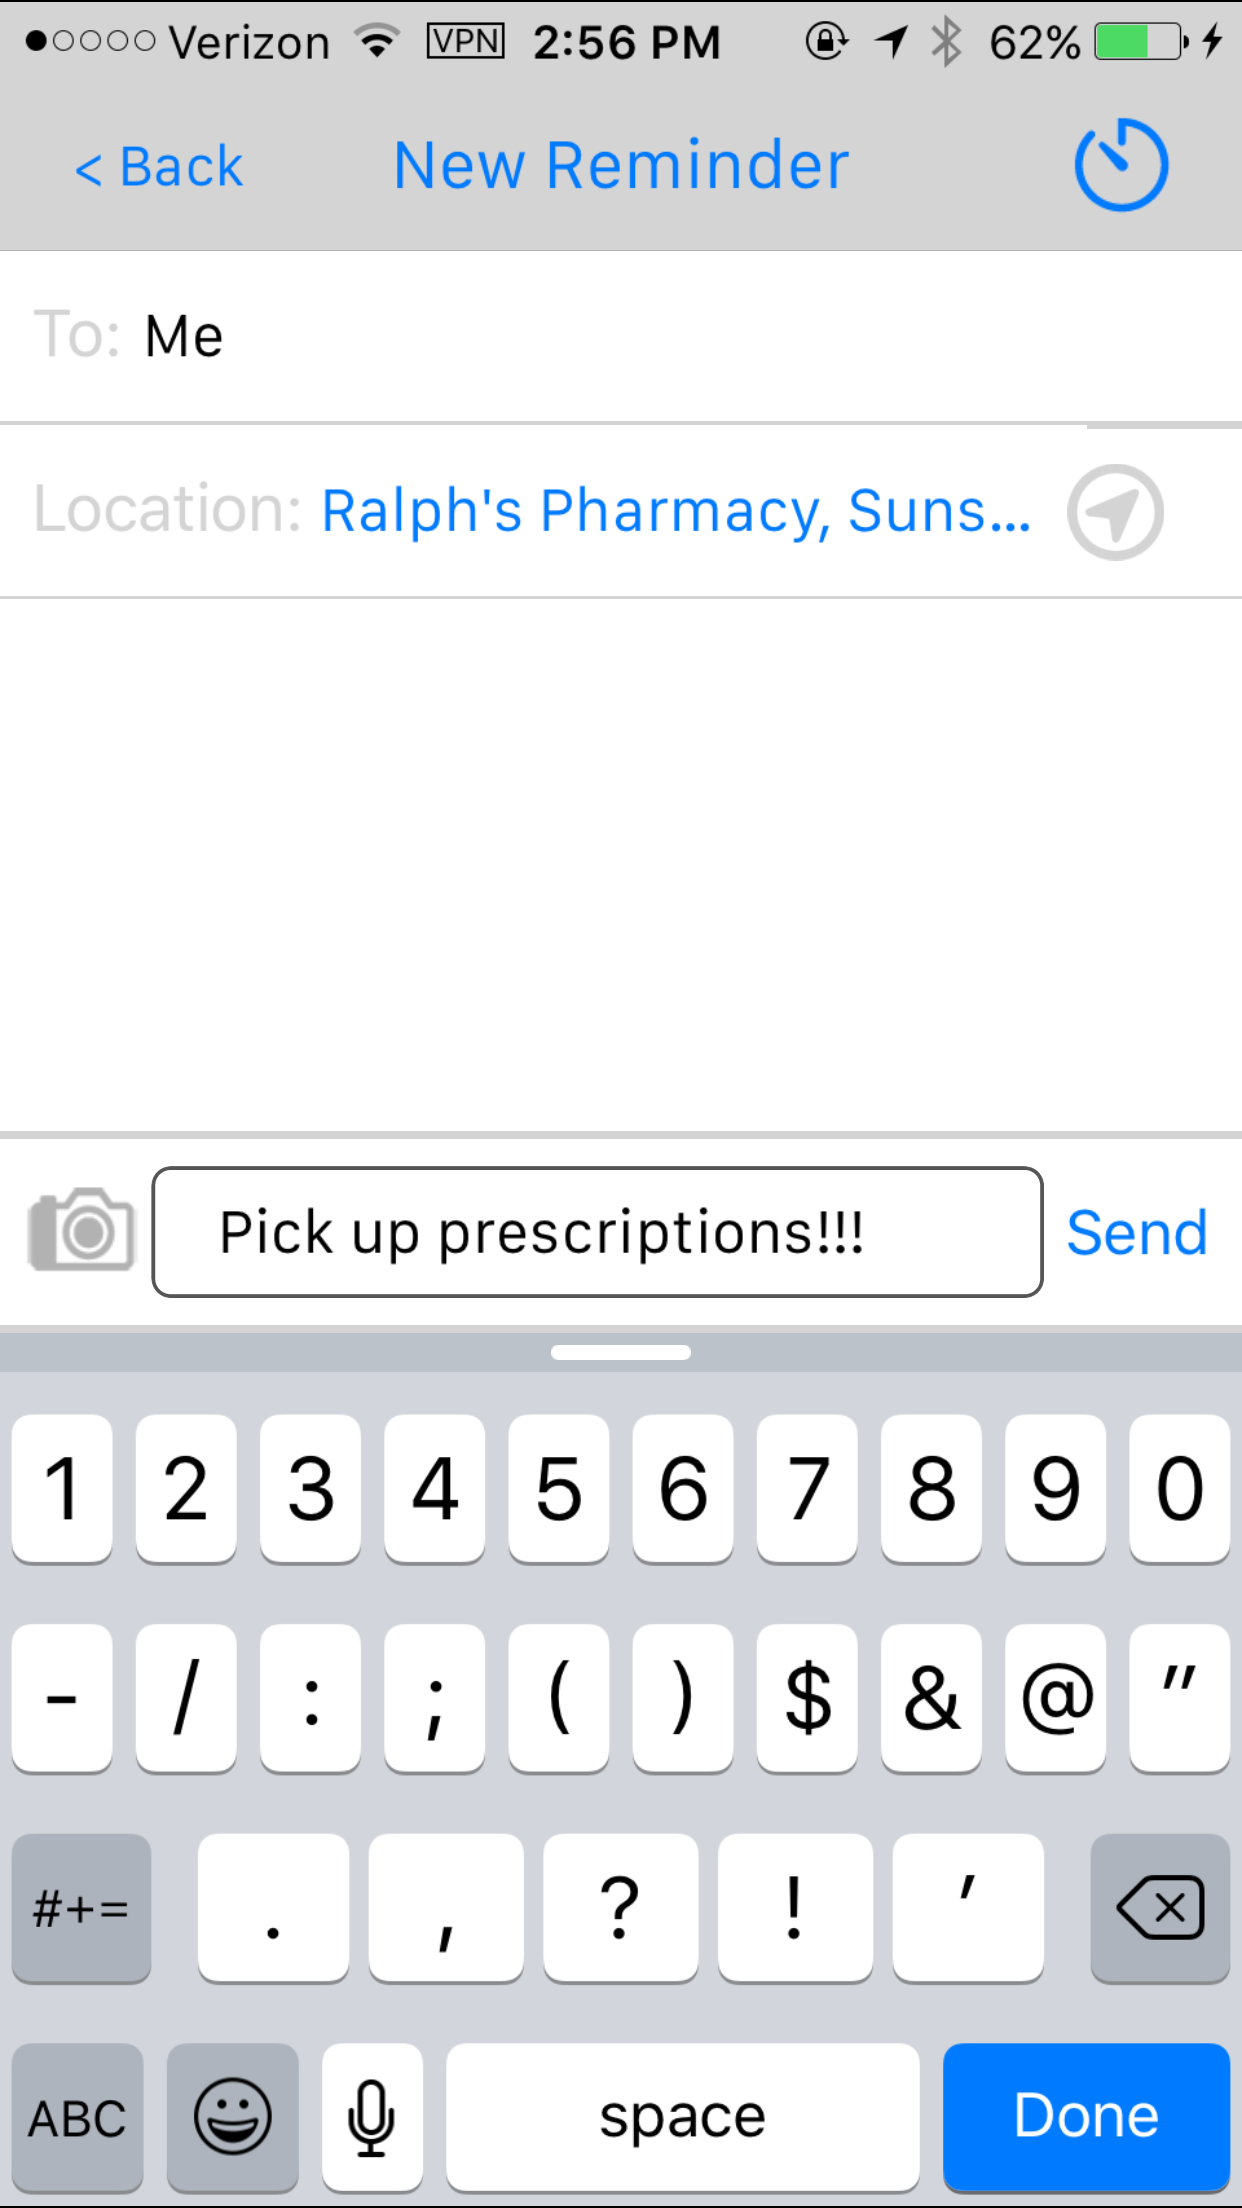 Verizon VPN 2:56 PM 62%
< Back New Reminder
To: Me
Location: Ralph's Pharmacy, Suns...
Pick up prescriptions!!! Send
1 2 3 4 5 6 7 8 9 0
- / : ; ( ) $ & @ "
#+= . , ? ! '
ABC space Done